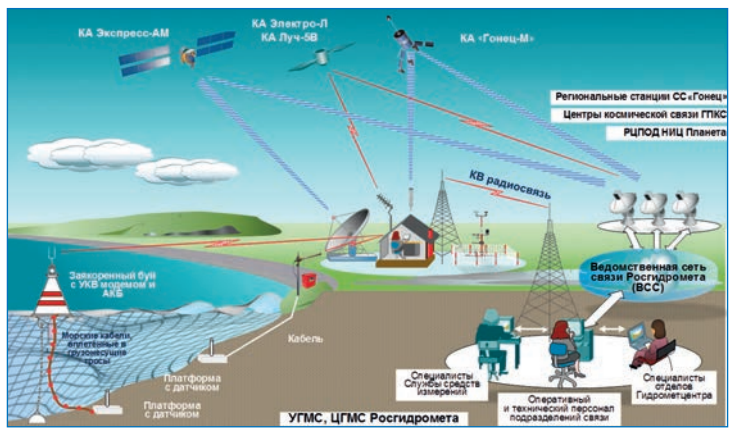 КА Экспресс-АМ
КА Электро-Л
КА Луч-5В
КА «Гонец-М»
Региональные станции СС«Гонец»
Центры космической связи ГПКС
РЦПОД НИЦ Планета
КВ радиосвязь
Заякоренный буй
с УКВ модемом и
АКБ
Ведомственная сеть
связи Росгидромета
(ВСС)
Морские кабели,
вплетённые в
грузонесущие
тросы
Кабель
Платформа
с датчиком
Платформа
с датчиком
Специалисты
Службы средств
измерений
Оперативный
и технический персонал
подразделений связи
Специалисты
отделов
Гидрометцентра
УГМС, ЦГМС Росгидромета